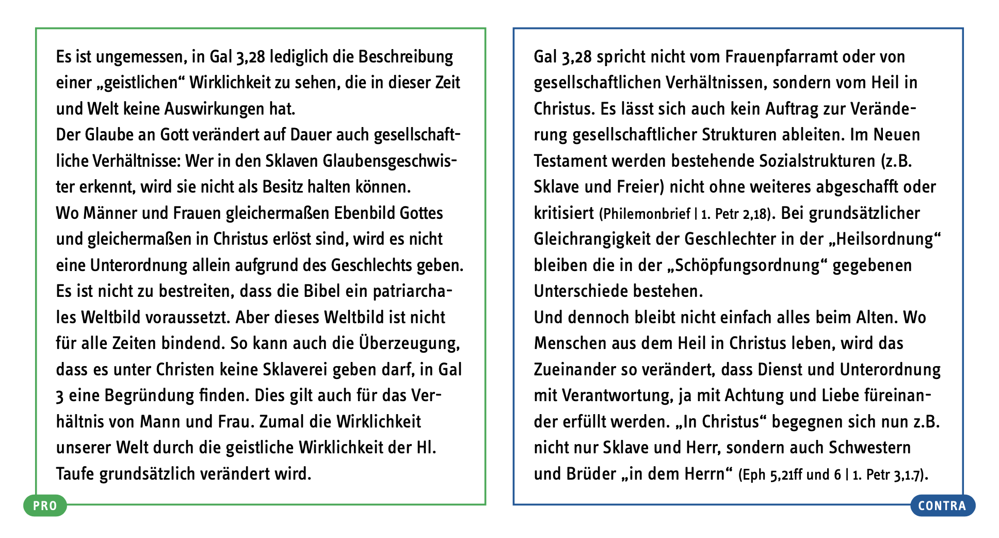 Es ist ungemessen, in Gal 3,28 lediglich die Beschreibung
einer „geistlichen“ Wirklichkeit zu sehen, die in dieser Zeit
und Welt keine Auswirkungen hat.
Der Glaube an Gott verändert auf Dauer auch gesellschaft-
liche Verhältnisse: Wer in den Sklaven Glaubensgeschwis-
ter erkennt, wird sie nicht als Besitz halten können.
Wo Männer und Frauen gleichermaßen Ebenbild Gottes
und gleichermaßen in Christus erlöst sind, wird es nicht
eine Unterordnung allein aufgrund des Geschlechts geben.
Es ist nicht zu bestreiten, dass die Bibel ein patriarcha-
les Weltbild voraussetzt. Aber dieses Weltbild ist nicht
für alle Zeiten bindend. So kann auch die Überzeugung,
dass es unter Christen keine Sklaverei geben darf, in Gal
3 eine Begründung finden. Dies gilt auch für das Ver-
hältnis von Mann und Frau. Zumal die Wirklichkeit
unserer Welt durch die geistliche Wirklichkeit der Hl.
Taufe grundsätzlich verändert wird.
PRO
Gal 3,28 spricht nicht vom Frauenpfarramt oder von
gesellschaftlichen Verhältnissen, sondern vom Heil in
Christus. Es lässt sich auch kein Auftrag zur Verände-
rung gesellschaftlicher Strukturen ableiten. Im Neuen
Testament werden bestehende Sozialstrukturen (z.B.
Sklave und Freier) nicht ohne weiteres abgeschafft oder
kritisiert (Philemonbrief | 1. Petr 2,18). Bei grundsätzlicher
Gleichrangigkeit der Geschlechter in der „Heilsordnung“
bleiben die in der „Schöpfungsordnung“ gegebenen
Unterschiede bestehen.
Und dennoch bleibt nicht einfach alles beim Alten. Wo
Menschen aus dem Heil in Christus leben, wird das
Zueinander so verändert, dass Dienst und Unterordnung
mit Verantwortung, ja mit Achtung und Liebe füreinan-
der erfüllt werden. „In Christus“ begegnen sich nun z.B.
nicht nur Sklave und Herr, sondern auch Schwestern
und Brüder „in dem Herrn“ (Eph 5,21ff und 6 | 1. Petr 3,1.7).
CONTRA